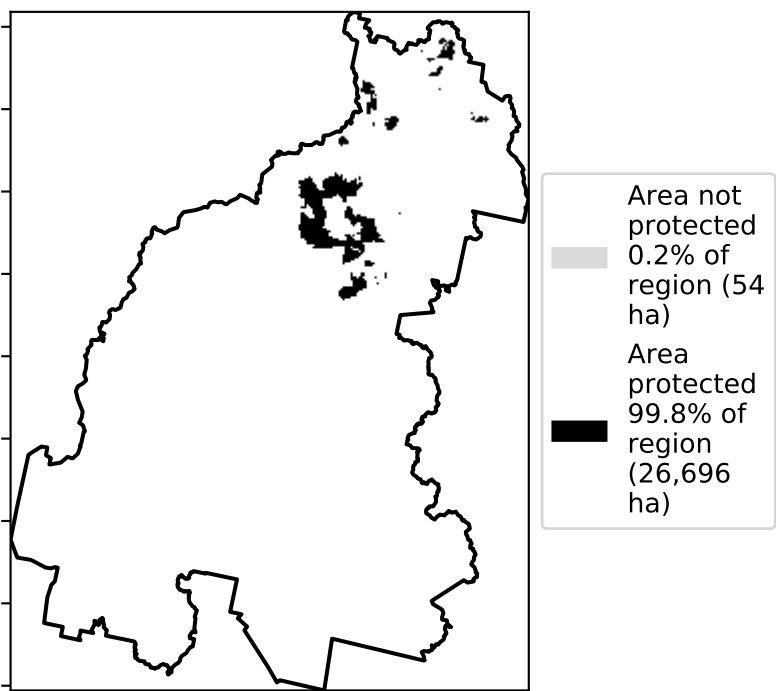 Area not
protected
0.2% of
region (54
ha)
Area
protected
99.8% of
region
(26,696
ha)